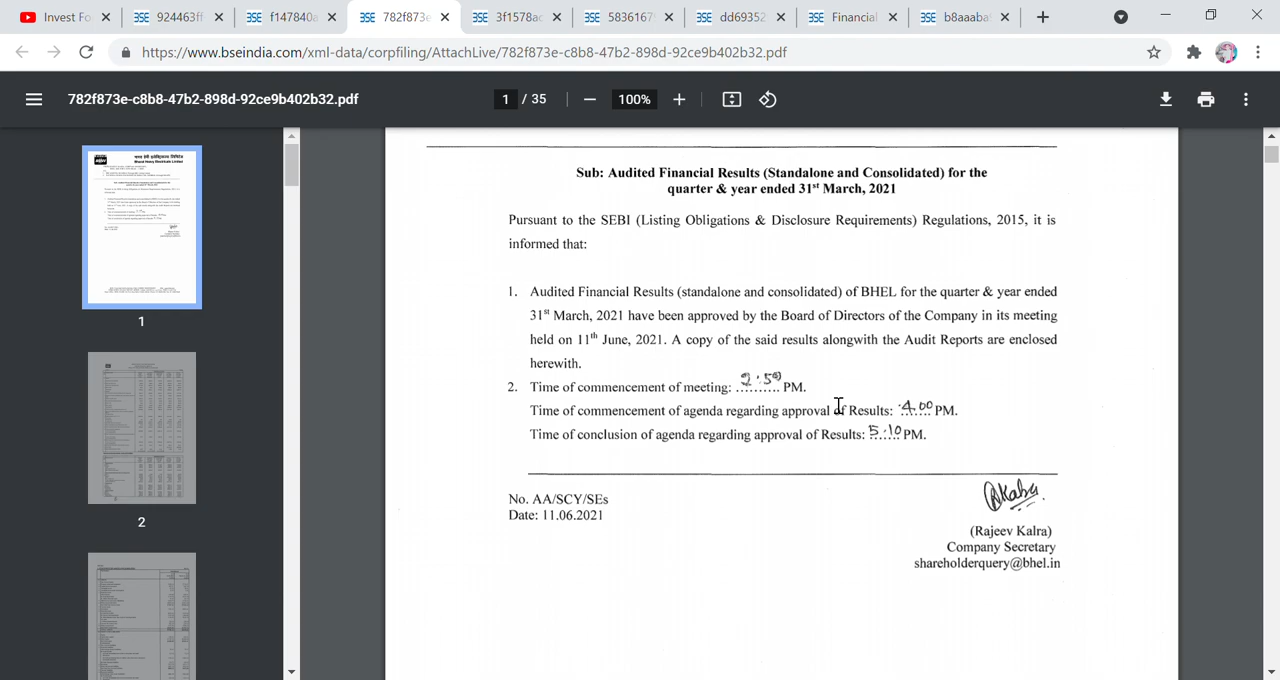 Invest Fo
924463ff
f147840a
782f873e
3f1578ac
5836167
dd69352
Financial
b8aaba
https://www.bseindia.com/xml-data/corpfiling/AttachLive/782f873e-c8b8-47b2-898d-92ce9b402b32.pdf
782f873e-c8b8-47b2-898d-92ce9b402b32.pdf
1 / 35
100%
Sub: Audited Financial Results (Standalone and Consolidated) for the
quarter & year ended 31st March, 2021
Pursuant to the SEBI (Listing Obligations & Disclosure Requirements) Regulations, 2015, it is
informed that:
1. Audited Financial Results (standalone and consolidated) of BHEL for the quarter & year ended
31st March, 2021 have been approved by the Board of Directors of the Company in its meeting
held on 11th June, 2021. A copy of the said results alongwith the Audit Reports are enclosed
herewith.
2. Time of commencement of meeting: 2.50 PM.
Time of commencement of agenda regarding approval of Results: 4.00 PM.
Time of conclusion of agenda regarding approval of Results: 5.10 PM.
No. AA/SCY/SEs
Date: 11.06.2021
(Rajeev Kalra)
Company Secretary
shareholderquery@bhel.in
1
2